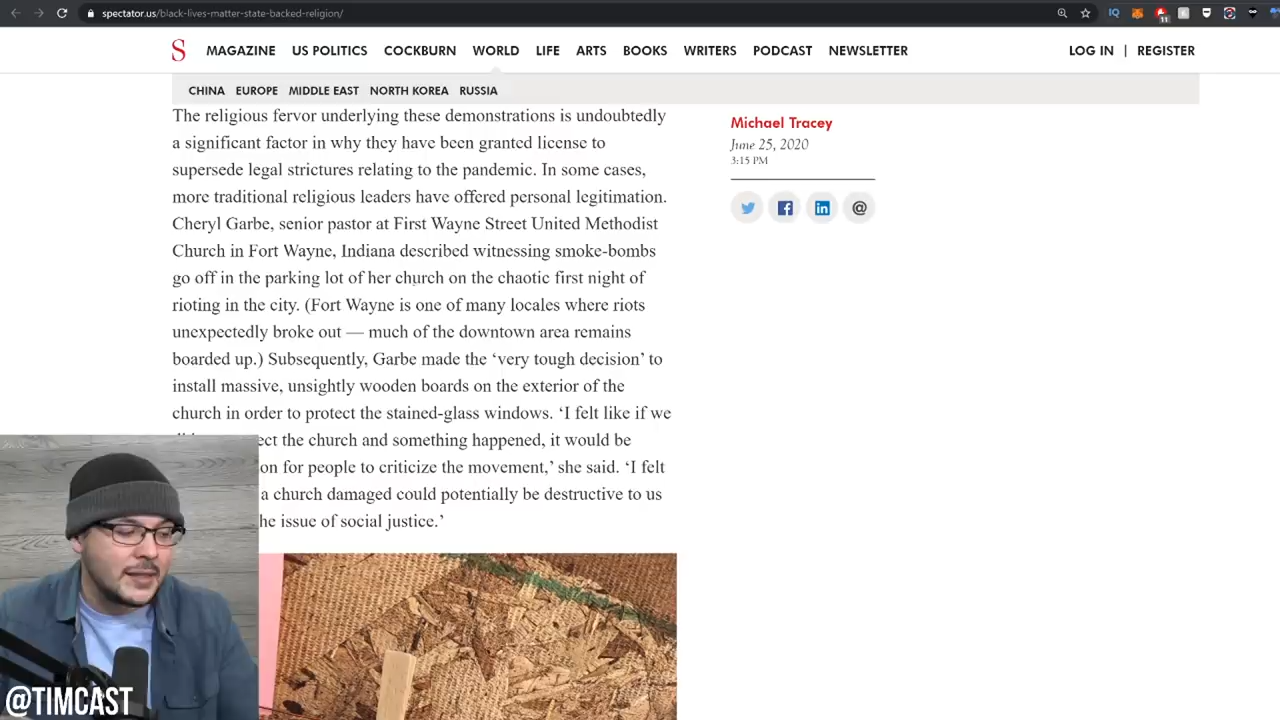 spectator.us/black-lives-matter-state-backed-religion/
11
S MAGAZINE US POLITICS COCKBURN WORLD LIFE ARTS BOOKS WRITERS PODCAST NEWSLETTER LOG IN | REGISTER
CHINA EUROPE MIDDLE EAST NORTH KOREA RUSSIA
The religious fervor underlying these demonstrations is undoubtedly
a significant factor in why they have been granted license to
supersede legal strictures relating to the pandemic. In some cases,
more traditional religious leaders have offered personal legitimation.
Cheryl Garbe, senior pastor at First Wayne Street United Methodist
Church in Fort Wayne, Indiana described witnessing smoke-bombs
go off in the parking lot of her church on the chaotic first night of
rioting in the city. (Fort Wayne is one of many locales where riots
unexpectedly broke out — much of the downtown area remains
boarded up.) Subsequently, Garbe made the ‘very tough decision’ to
install massive, unsightly wooden boards on the exterior of the
church in order to protect the stained-glass windows. ‘I felt like if we
the church and something happened, it would be
for people to criticize the movement,’ she said. ‘I felt
a church damaged could potentially be destructive to us
issue of social justice.’
Michael Tracey
June 25, 2020
3:15 PM
@TIMCAST